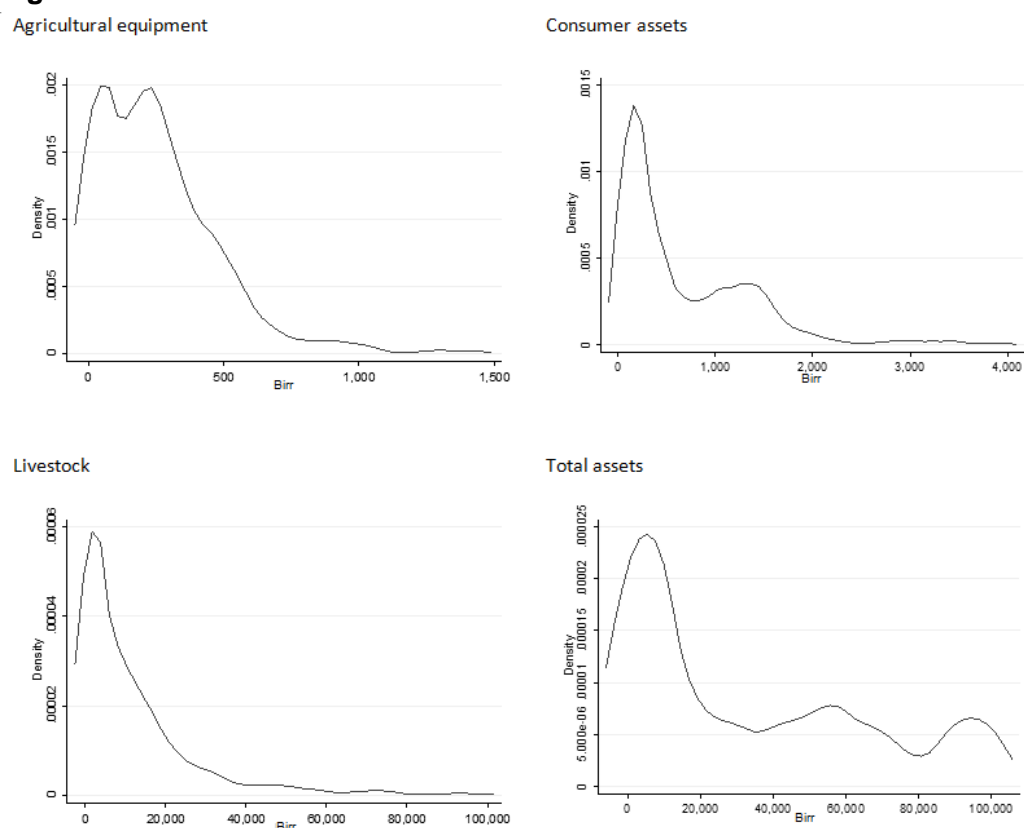 Agricultural equipment
Density
.002
.0015
.001
.0005
0
0 500 1,000 1,500
Birr
Consumer assets
Density
.0015
.001
.0005
0
0 1,000 2,000 3,000 4,000
Birr
Livestock
Density
.00006
.00004
.00002
0
0 20,000 40,000 60,000 80,000 100,000
Birr
Total assets
Density
.000025
.00002
.000015
.00001
5.000e-06
0
0 20,000 40,000 60,000 80,000 100,000
Birr